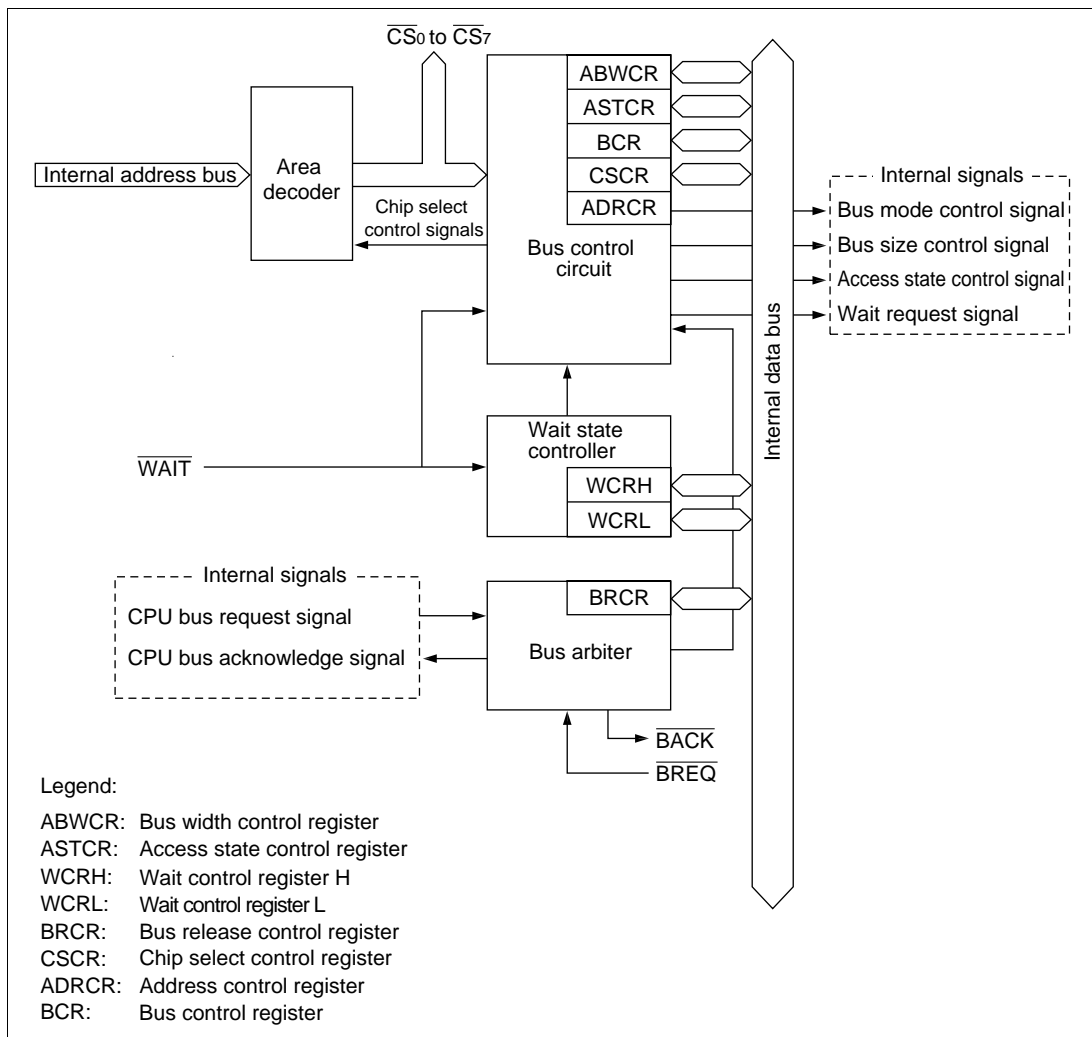 CS0 to CS7
ABWCR
ASTCR
BCR
CSCR
ADRCR
Bus control
circuit
Internal address bus
Area
decoder
Chip select
control signals
Internal signals
Bus mode control signal
Bus size control signal
Access state control signal
Wait request signal
Internal data bus
WAIT
Wait state
controller
WCRH
WCRL
Internal signals
CPU bus request signal
CPU bus acknowledge signal
BRCR
Bus arbiter
BACK
BREQ
Legend:
ABWCR: Bus width control register
ASTCR: Access state control register
WCRH: Wait control register H
WCRL: Wait control register L
BRCR: Bus release control register
CSCR: Chip select control register
ADRCR: Address control register
BCR: Bus control register